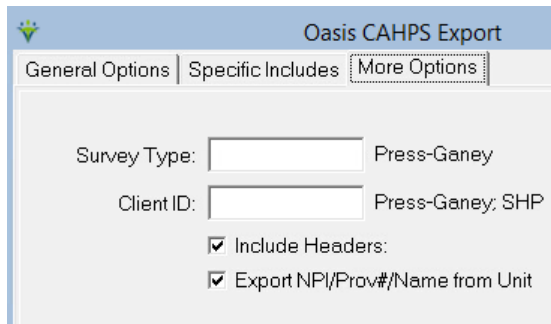 Oasis CAHPS Export
General Options Specific Includes More Options
Survey Type: Press-Ganey
Client ID: Press-Ganey; SHP
Include Headers:
Export NPI/Prov#/Name from Unit